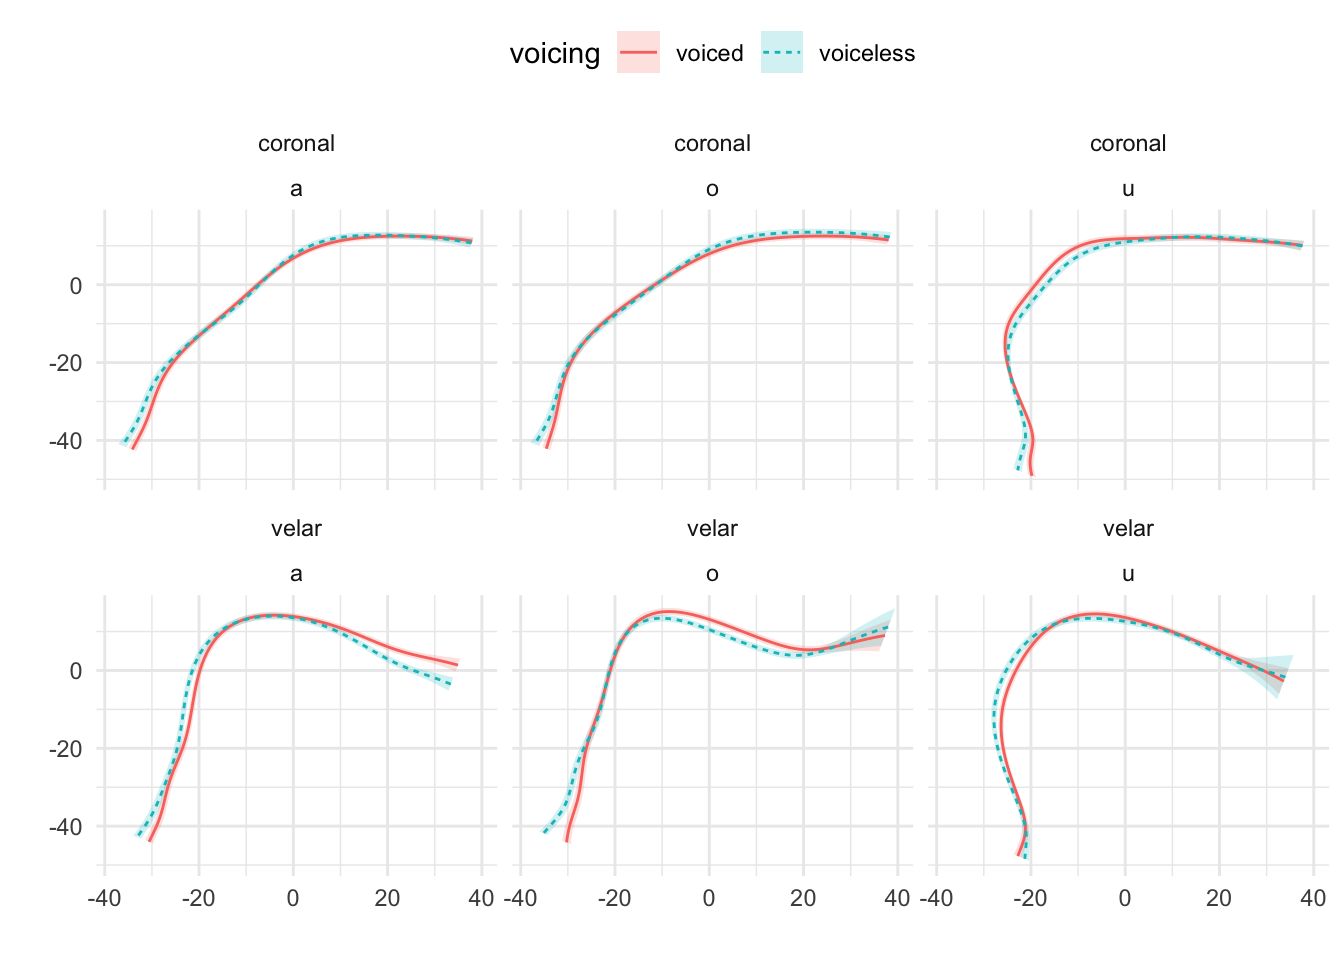 voicing voiced voiceless
coronal coronal coronal
a o u
0
-20
-40
velar velar velar
a o u
0
-20
-40
-40 -20 0 20 40 -40 -20 0 20 40 -40 -20 0 20 40